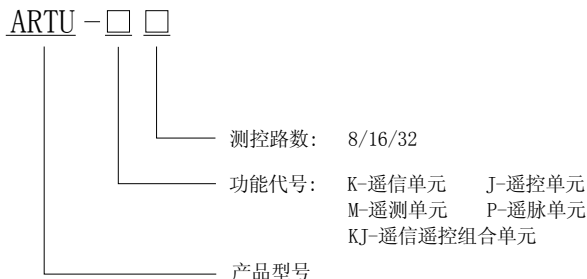 ARTU-□□
测控路数: 8/16/32
功能代号: K-遥信单元 J-遥控单元
M-遥测单元 P-遥脉单元
KJ-遥信遥控组合单元
产品型号